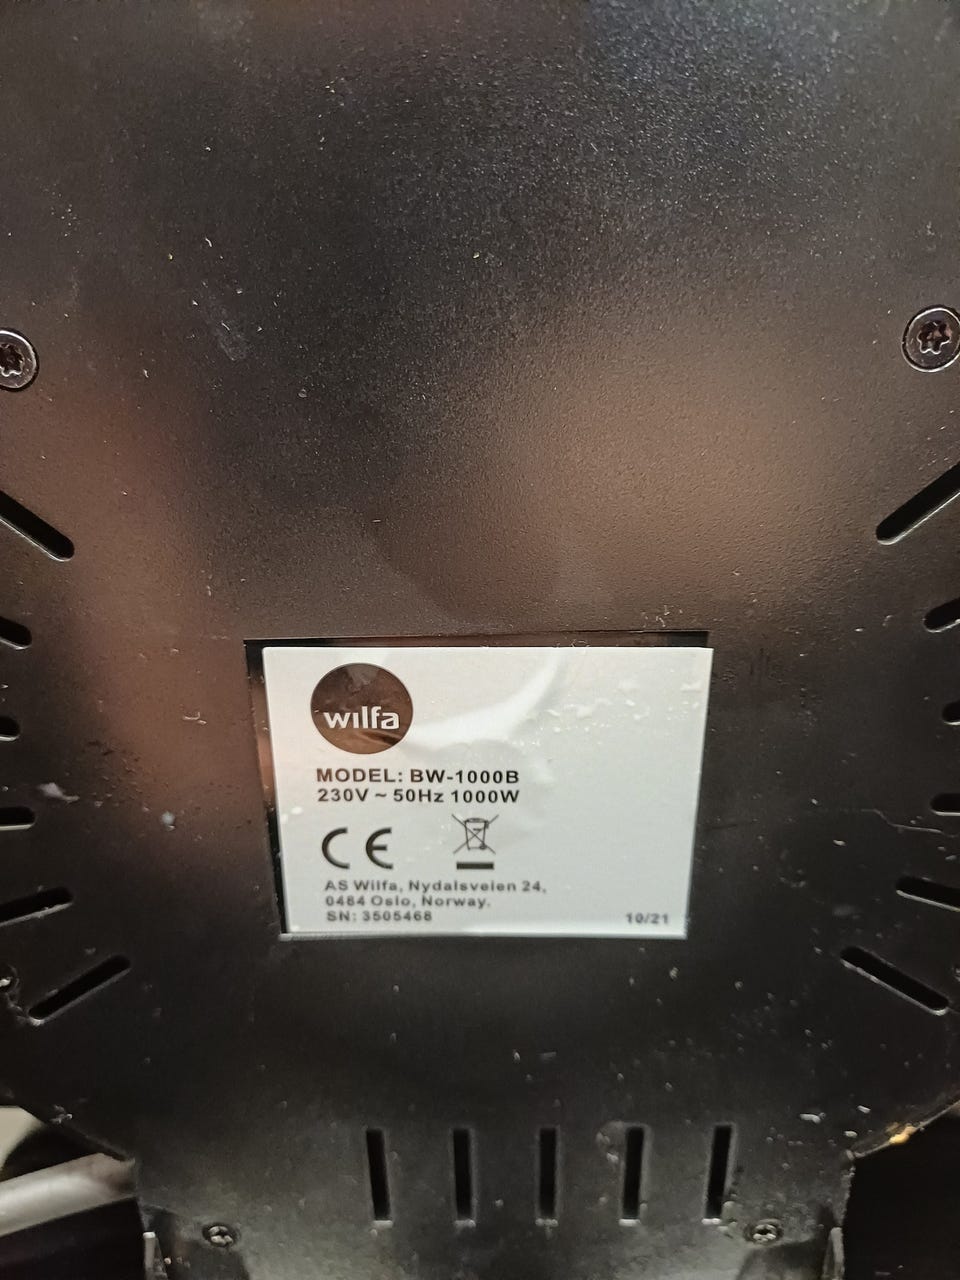 wilfa
MODEL: BW-1000B
230V ~ 50Hz 1000W
CE
AS Wilfa, Nydalsveien 24,
0484 Oslo, Norway.
SN: 3505468 10/21